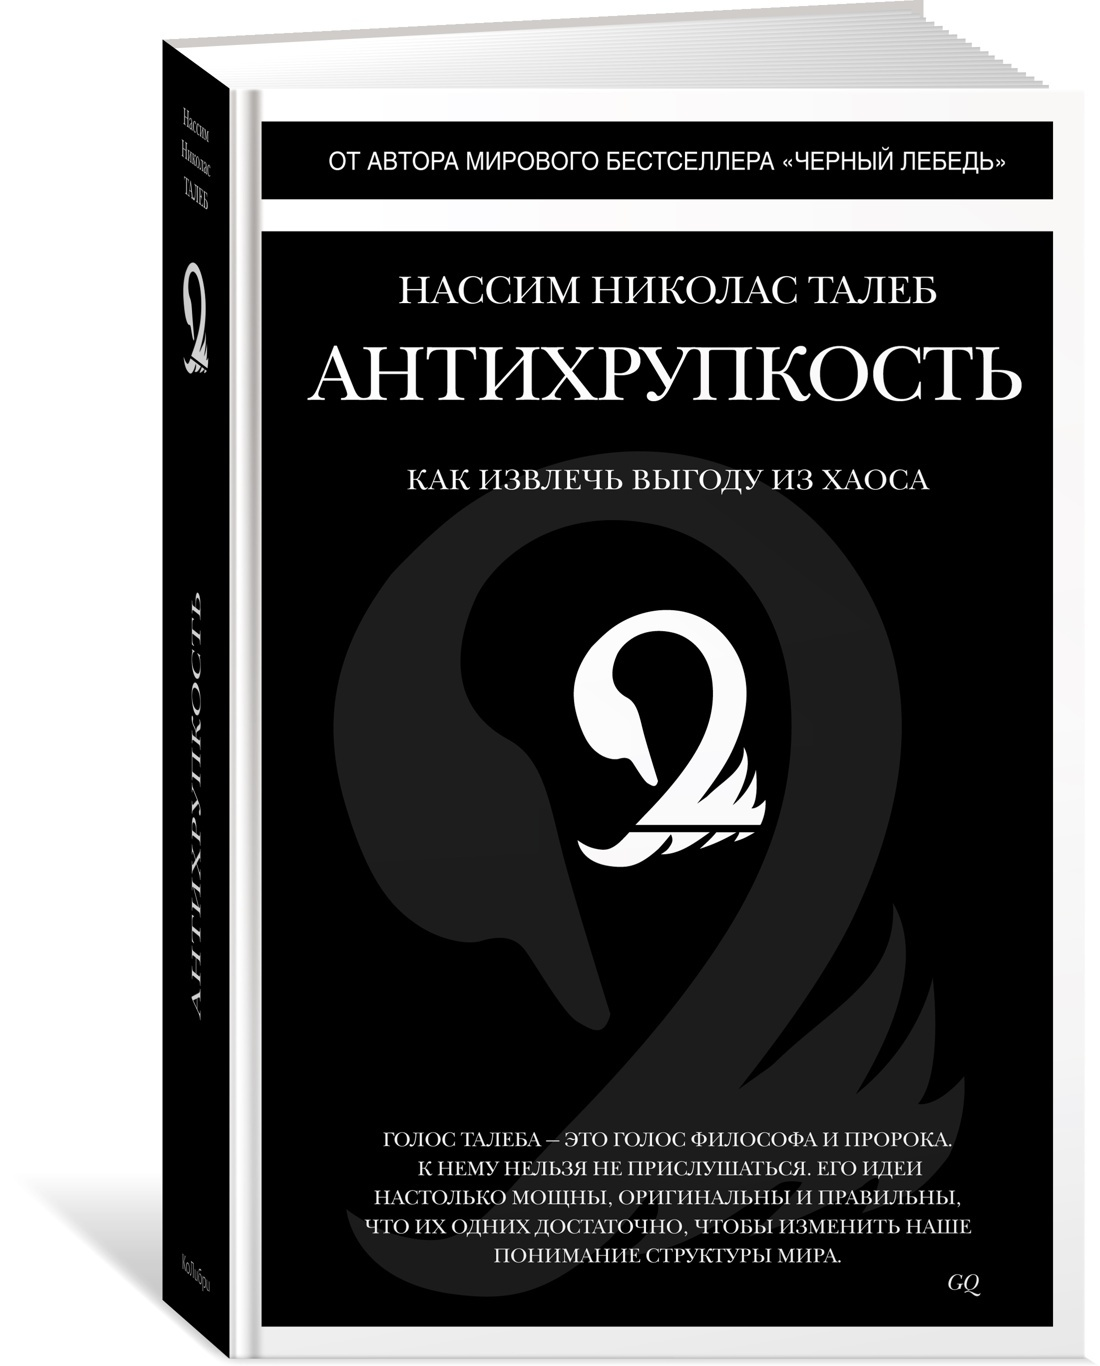 Нассим
Николас
ТАЛЕБ
АНТИХРУПКОСТЬ
КоЛибри
ОТ АВТОРА МИРОВОГО БЕСТСЕЛЛЕРА «ЧЕРНЫЙ ЛЕБЕДЬ»
НАССИМ НИКОЛАС ТАЛЕБ
АНТИХРУПКОСТЬ
КАК ИЗВЛЕЧЬ ВЫГОДУ ИЗ ХАОСА
ГОЛОС ТАЛЕБА – ЭТО ГОЛОС ФИЛОСОФА И ПРОРОКА.
К НЕМУ НЕЛЬЗЯ НЕ ПРИСЛУШАТЬСЯ. ЕГО ИДЕИ
НАСТОЛЬКО МОЩНЫ, ОРИГИНАЛЬНЫ И ПРАВИЛЬНЫ,
ЧТО ИХ ОДНИХ ДОСТАТОЧНО, ЧТОБЫ ИЗМЕНИТЬ НАШЕ
ПОНИМАНИЕ СТРУКТУРЫ МИРА.
GQ